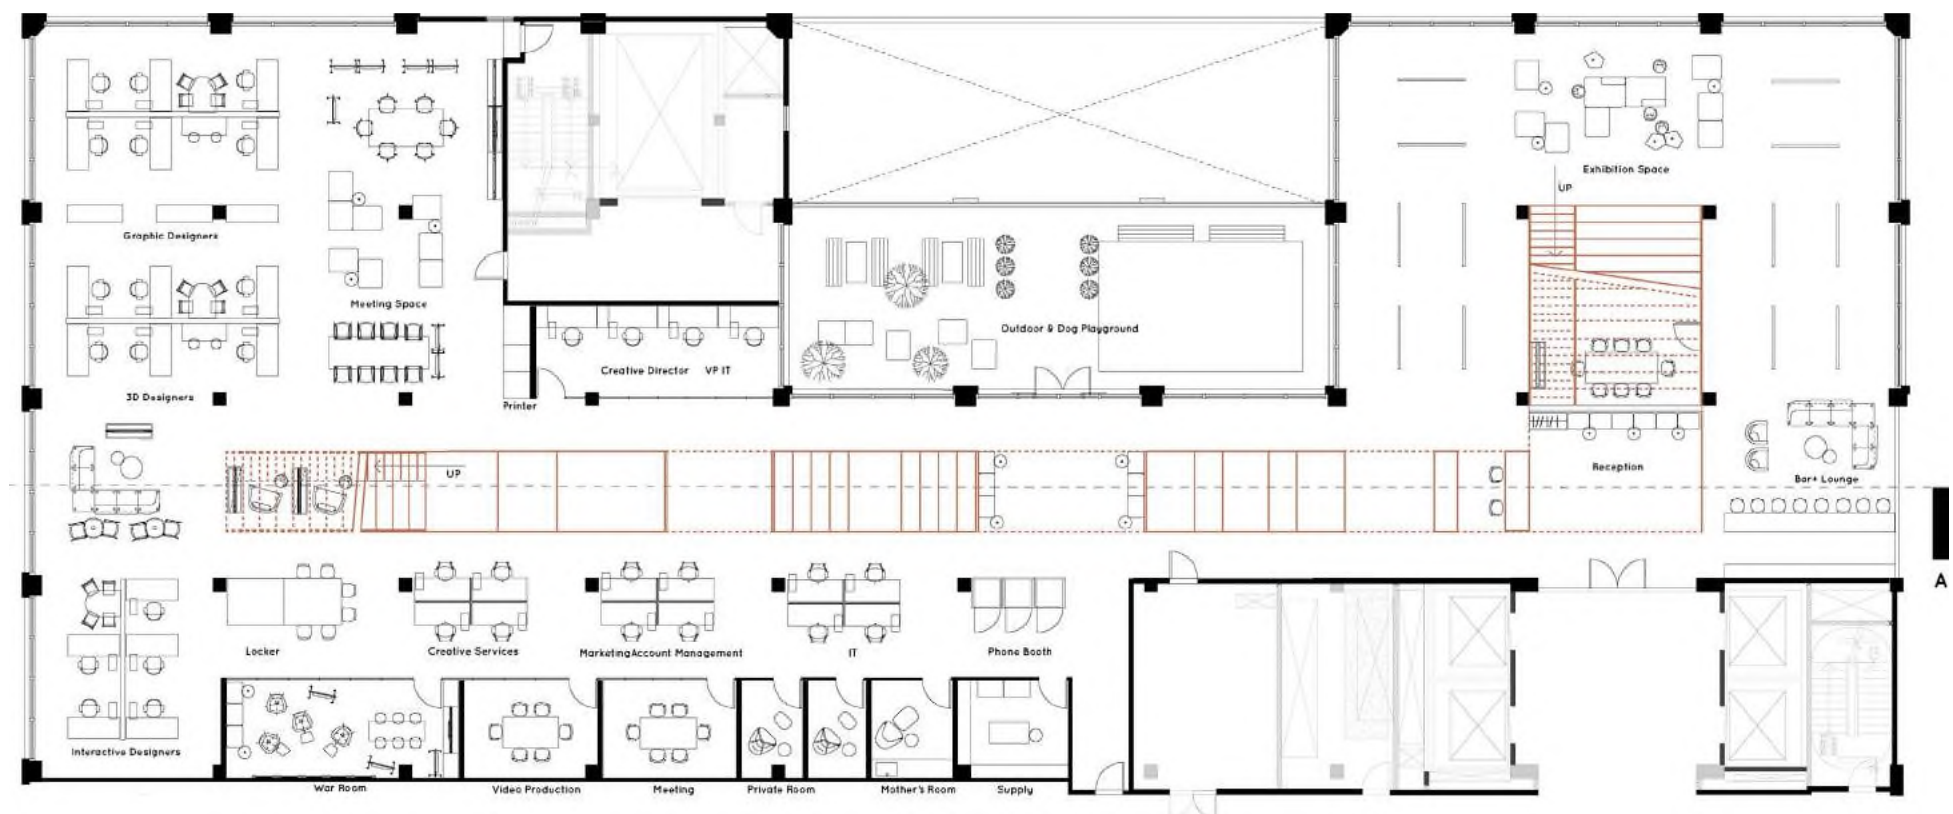 Exhibition Space
UP
Graphic Designers
Meeting Space
Outdoor & Dog Playground
Creative Director
VP IT
3D Designers
Printer
UP
Reception
Bar+ Lounge
A
Locker
Creative Services
MarketingAccount Management
IT
Phone Booth
Interactive Designers
War Room
Video Production
Meeting
Private Room
Mother's Room
Supply